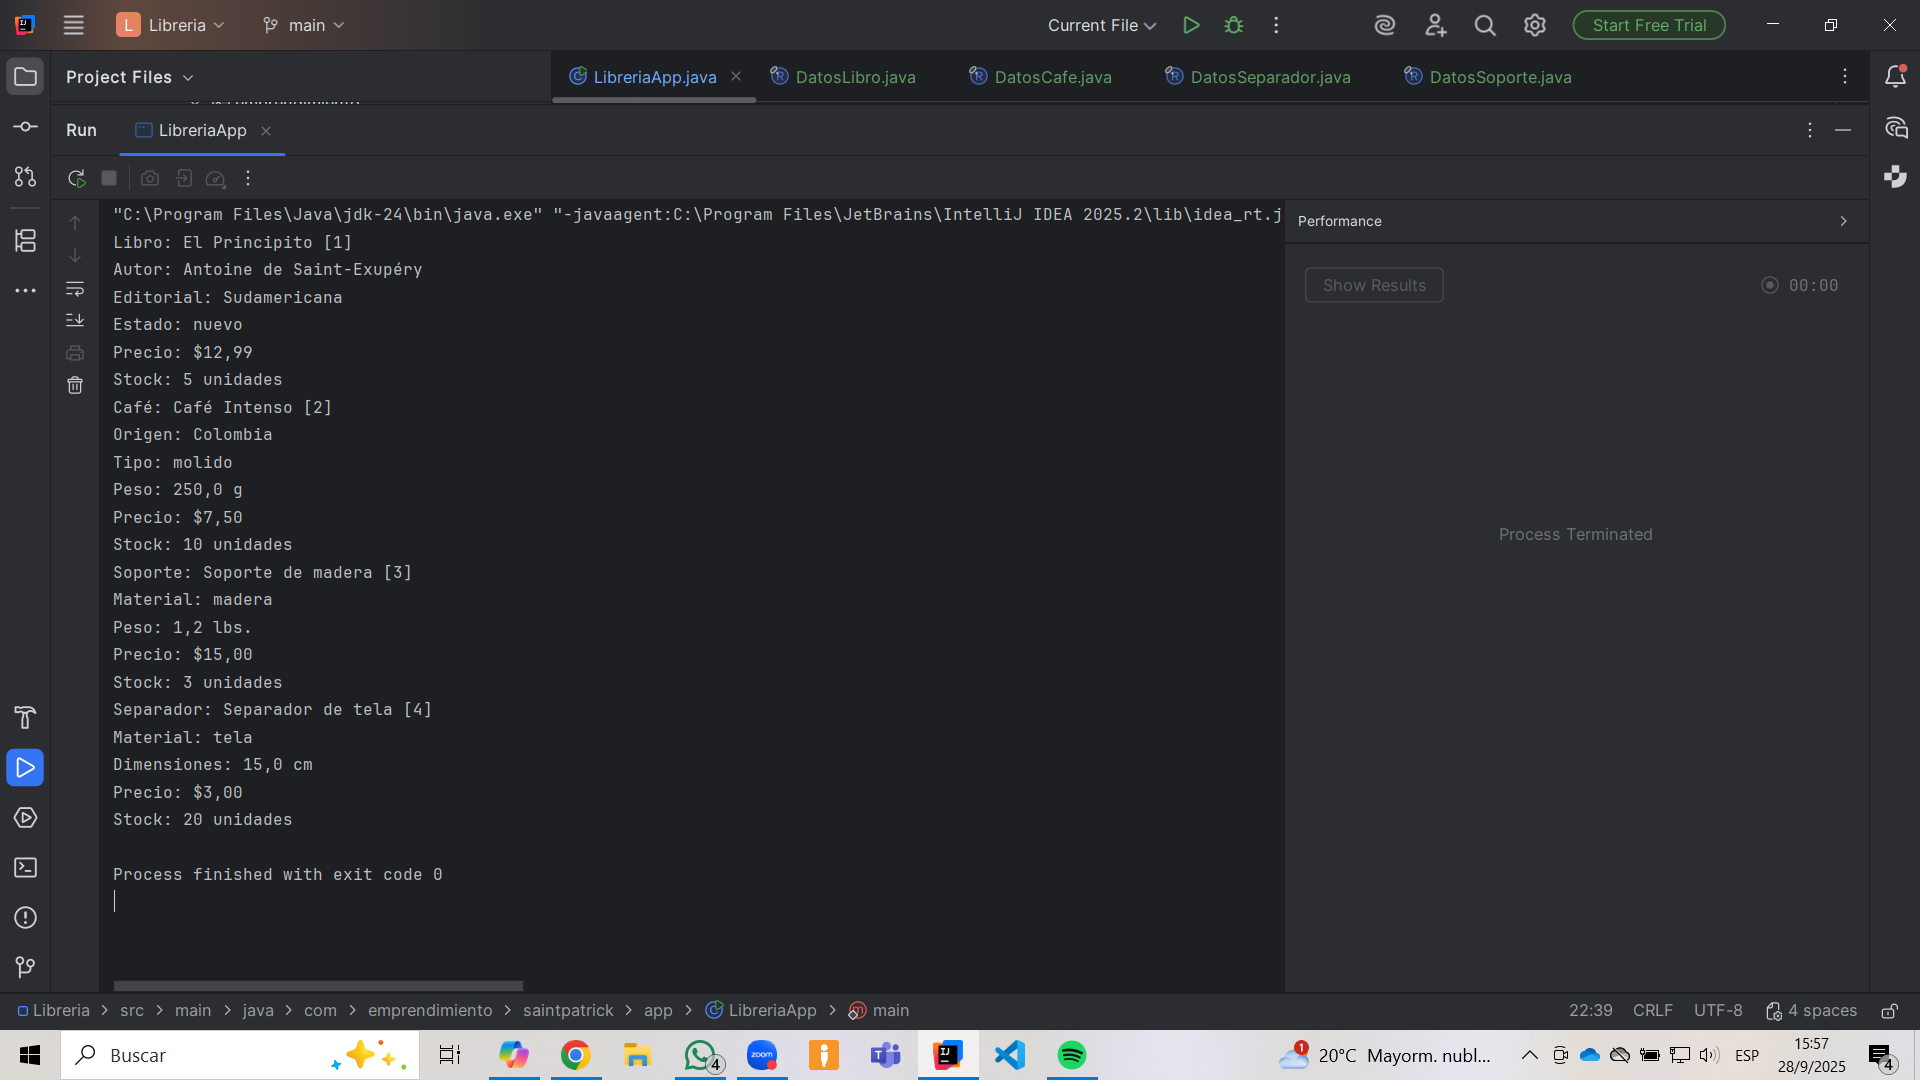 L Libreria main Current File Start Free Trial
Project Files LibreriaApp.java DatosLibro.java DatosCafe.java DatosSeparador.java DatosSoporte.java
Run LibreriaApp
"C:\Program Files\Java\jdk-24\bin\java.exe" "-javaagent:C:\Program Files\JetBrains\IntelliJ IDEA 2025.2\lib\idea_rt.j
Performance
Libro: El Principito [1]
Autor: Antoine de Saint-Exupéry
Show Results 00:00
Editorial: Sudamericana
Estado: nuevo
Precio: $12,99
Stock: 5 unidades
Café: Café Intenso [2]
Origen: Colombia
Tipo: molido
Peso: 250,0 g
Precio: $7,50
Process Terminated
Stock: 10 unidades
Soporte: Soporte de madera [3]
Material: madera
Peso: 1,2 lbs.
Precio: $15,00
Stock: 3 unidades
Separador: Separador de tela [4]
Material: tela
Dimensiones: 15,0 cm
Precio: $3,00
Stock: 20 unidades
Process finished with exit code 0
Libreria > src > main > java > com > emprendimiento > saintpatrick > app > LibreriaApp > main 22:39 CRLF UTF-8 4 spaces
Buscar 4 zoom 1 20°C Mayorm. nubl... ESP 15:57
28/9/2025 4